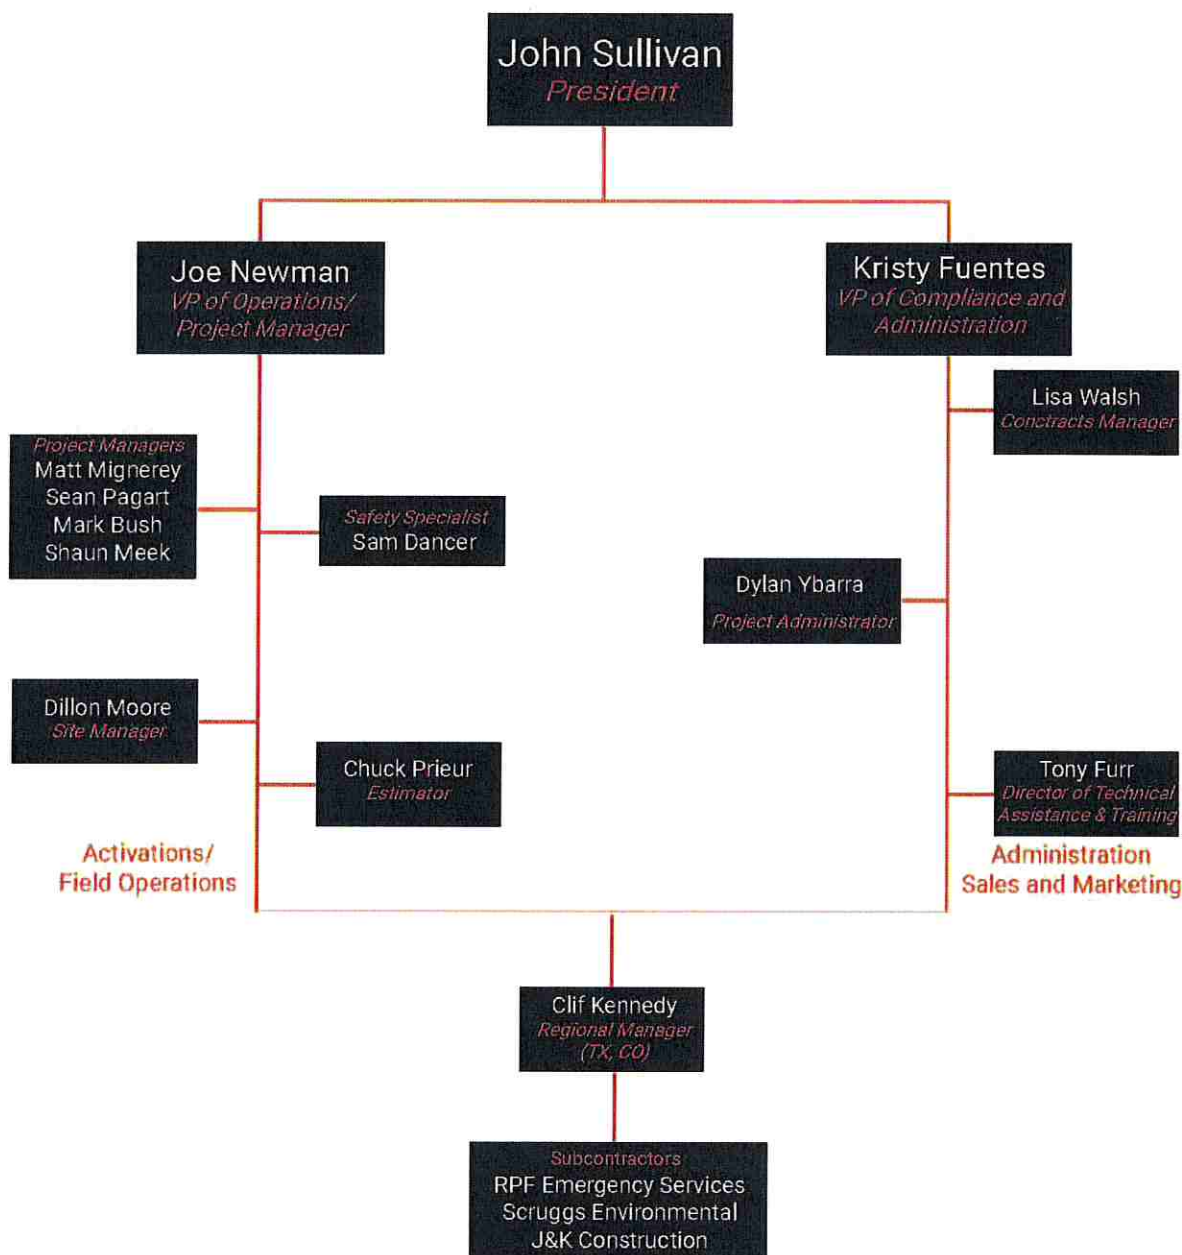 John Sullivan
President
Joe Newman
VP of Operations/
Project Manager
Kristy Fuentes
VP of Compliance and
Administration
Lisa Walsh
Conctracts Manager
Project Managers
Matt Mignerey
Sean Pagart
Mark Bush
Shaun Meek
Safety Specialist
Sam Dancer
Dylan Ybarra
Project Administrator
Dillon Moore
Site Manager
Chuck Prieur
Estimator
Tony Furr
Director of Technical
Assistance & Training
Activations/
Field Operations
Administration
Sales and Marketing
Clif Kennedy
Regional Manager
(TX, CO)
Subcontractors
RPF Emergency Services
Scruggs Environmental
J&K Construction